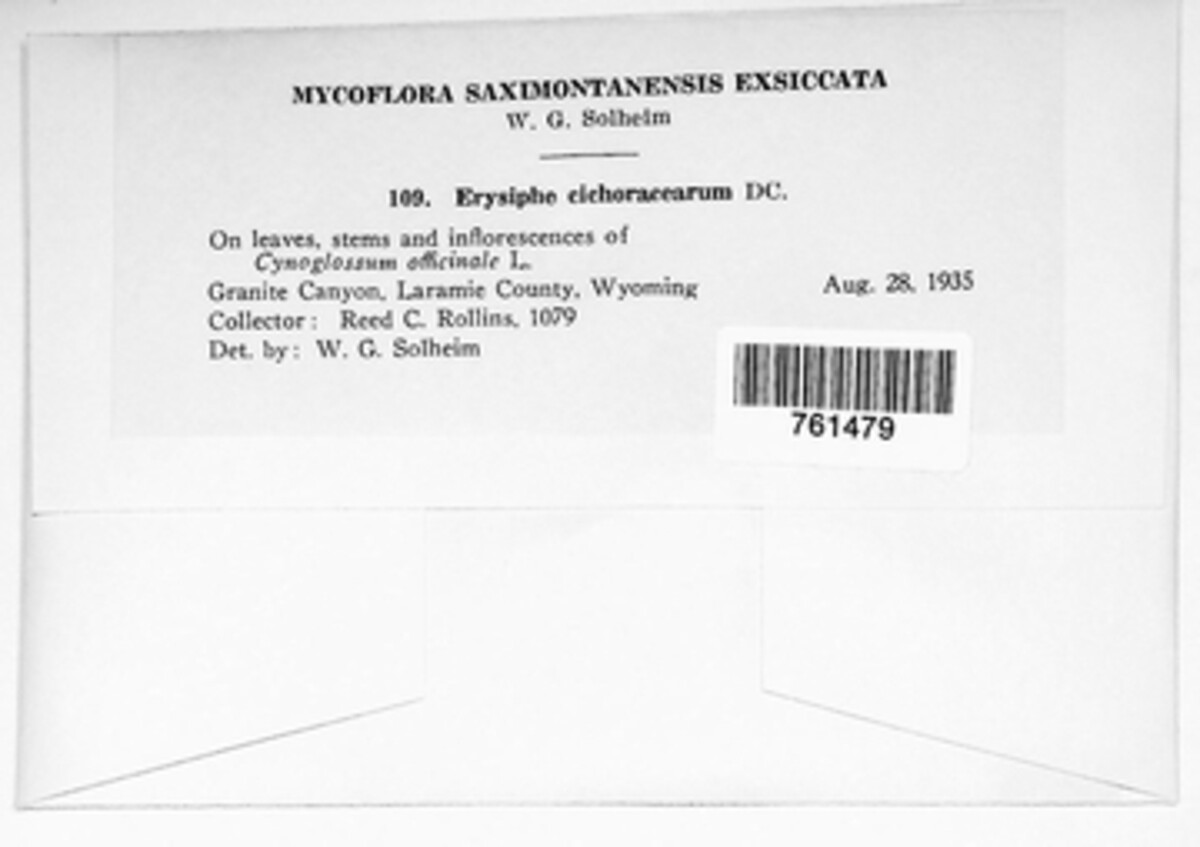 MYCOFLORA SAXIMONTANENSIS EXSICCATA
W. G. Solheim
109. Erysiphe cichoracearum DC.
On leaves, stems and inflorescences of
Cynoglossum officinale L.
Granite Canyon, Laramie County, Wyoming Aug. 28, 1935
Collector: Reed C. Rollins, 1079
Det. by: W. G. Solheim
761479